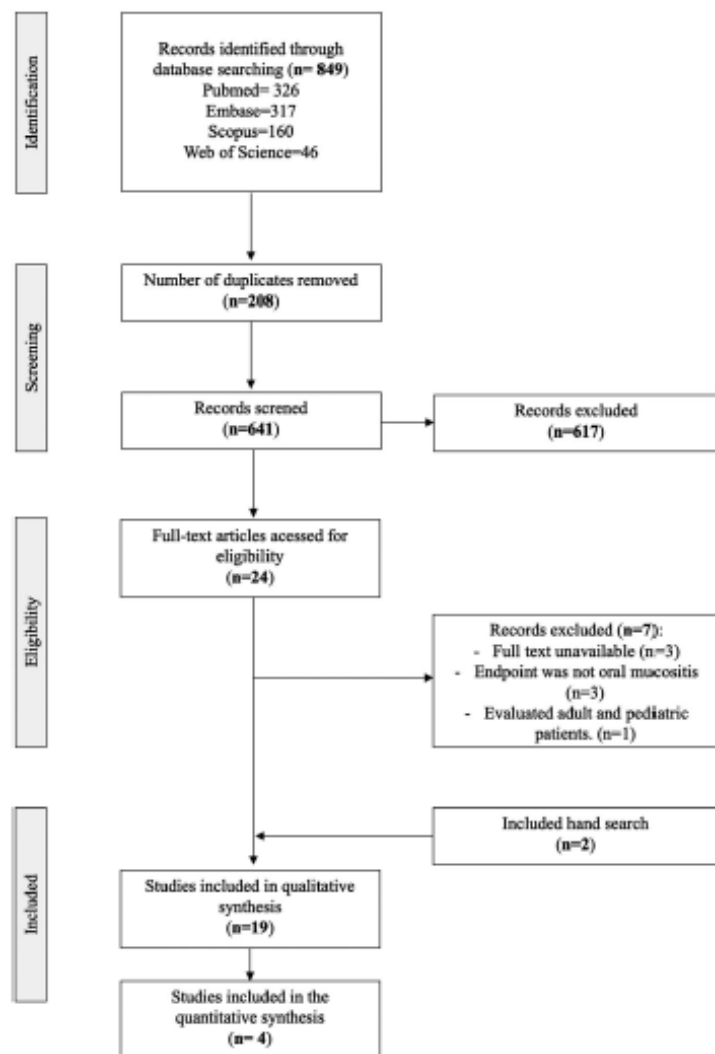 Identification
Records identified through
database searching (n= 849)
Pubmed= 326
Embase=317
Scopus=160
Web of Science=46
Screening
Number of duplicates removed
(n=208)
Records screned
(n=641)
Records excluded
(n=617)
Eligibility
Full-text articles acessed for
eligibility
(n=24)
Records excluded (n=7):
- Full text unavailable (n=3)
- Endpoint was not oral mucositis
(n=3)
- Evaluated adult and pediatric
patients. (n=1)
Included
Included hand search
(n=2)
Studies included in qualitative
synthesis
(n=19)
Studies included in the
quantitative synthesis
(n= 4)